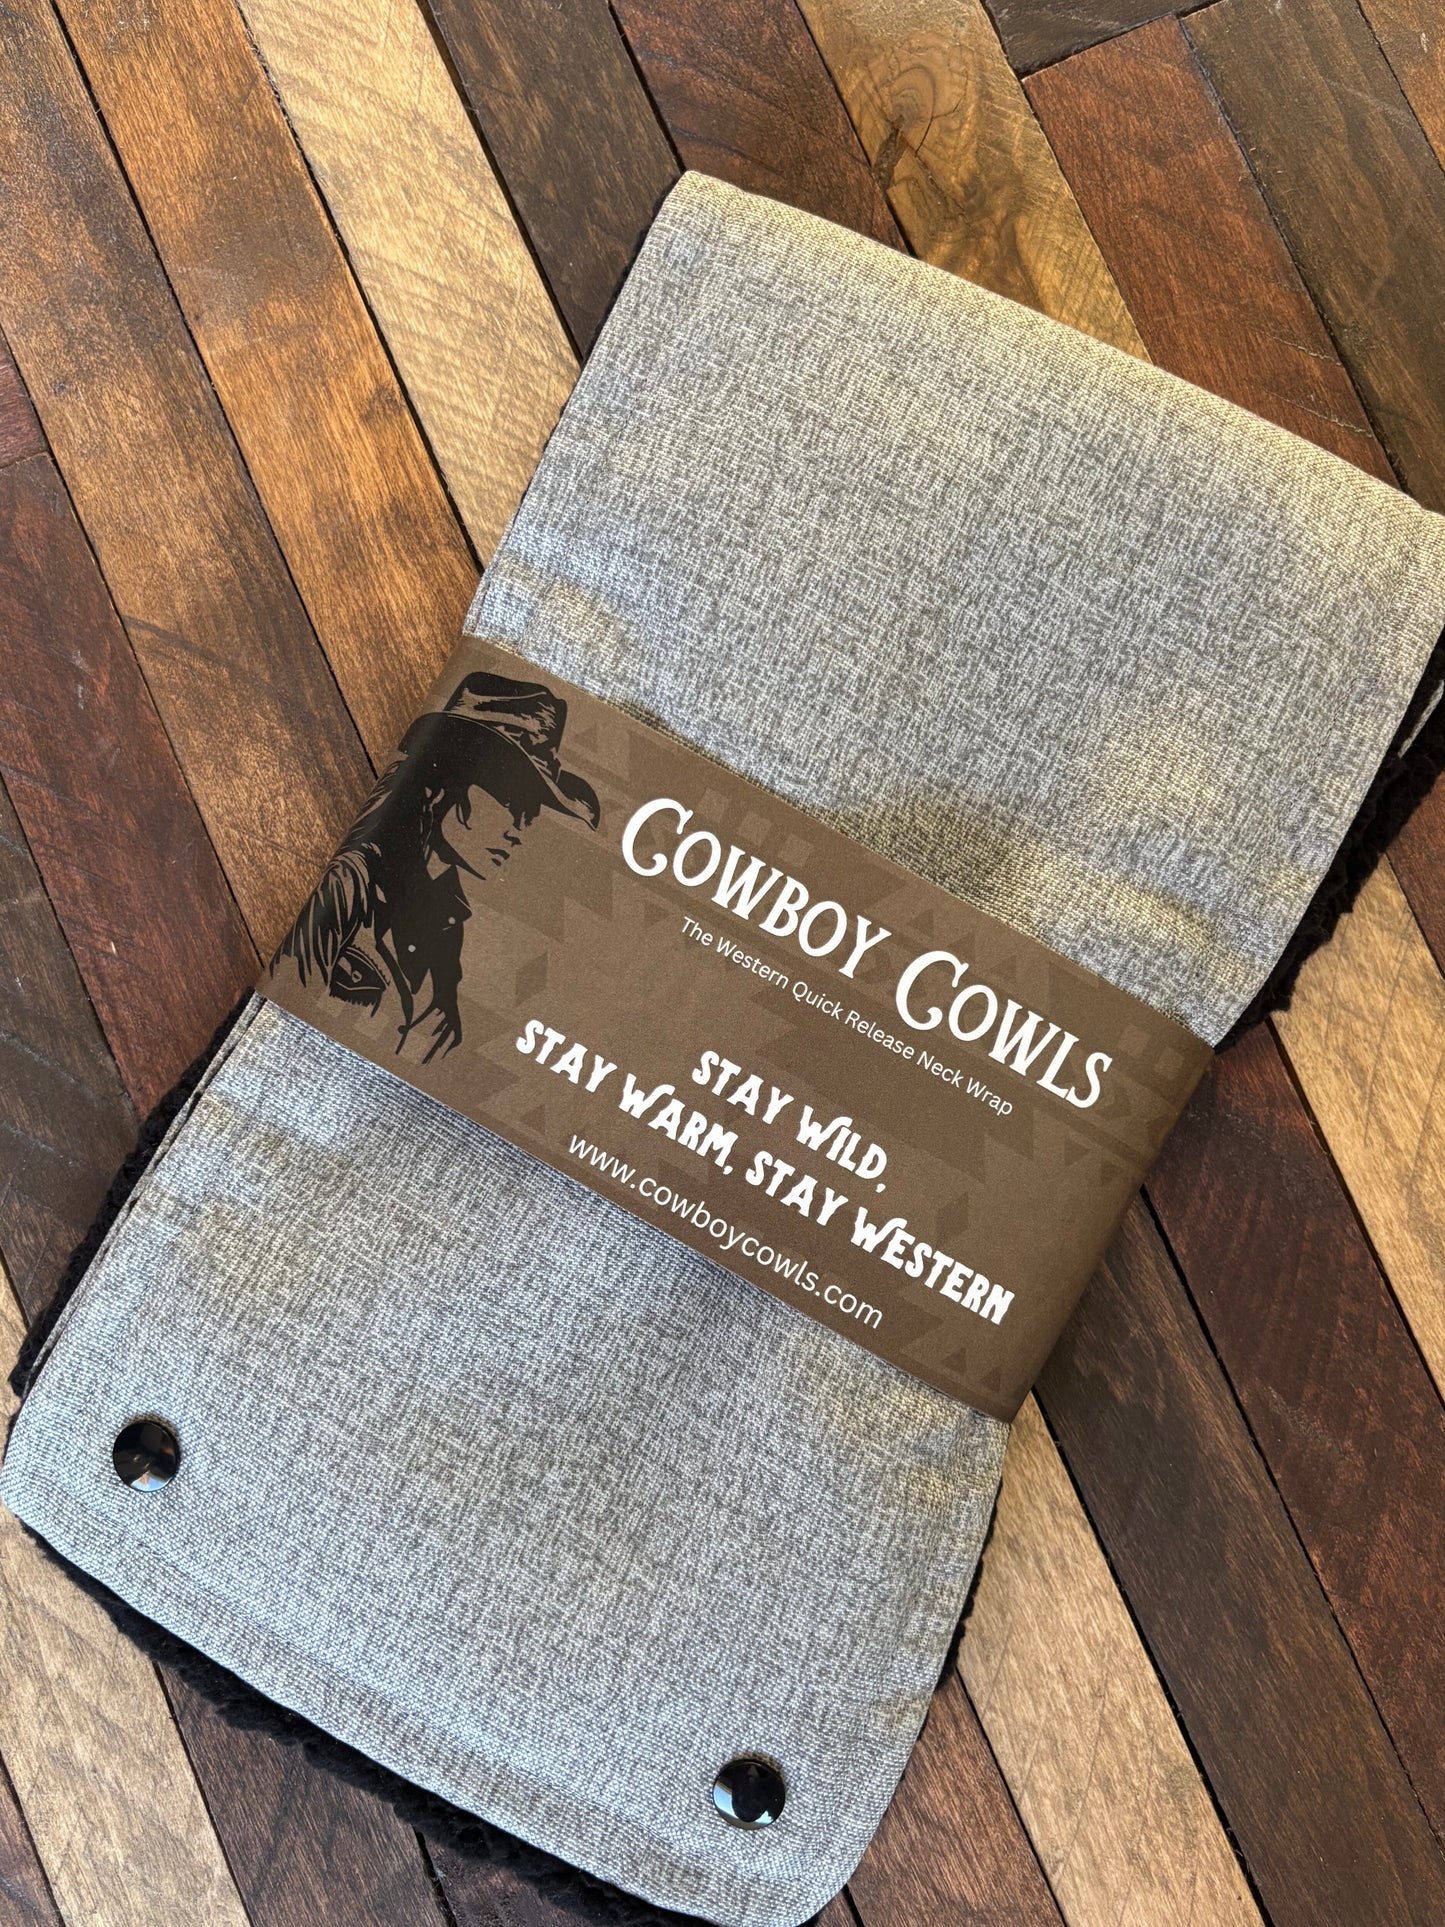 Cowboy Cowls
The Western Quick Release Neck Wrap
STAY WILD,
STAY WARM, STAY WESTERN
www.cowboycowls.com